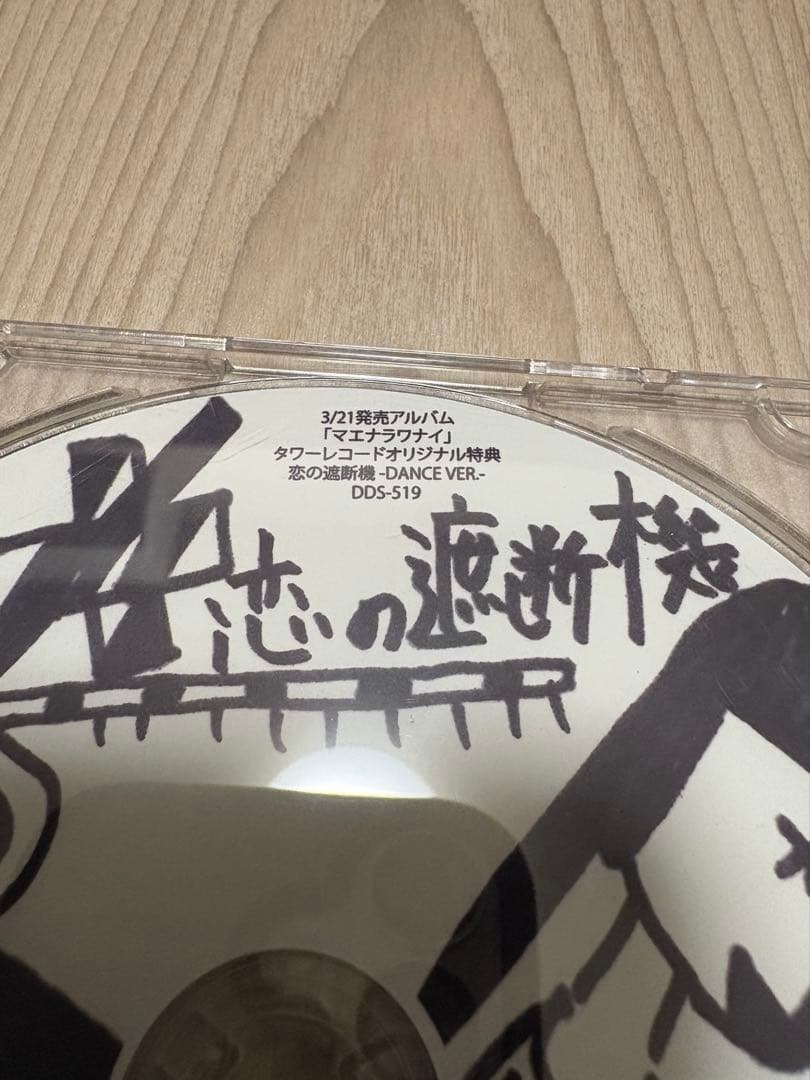 3/21発売アルバム
「マエナラワナイ」
タワーレコードオリジナル特典
恋の遮断機 -DANCE VER.-
DDS-519
恋の遮断機